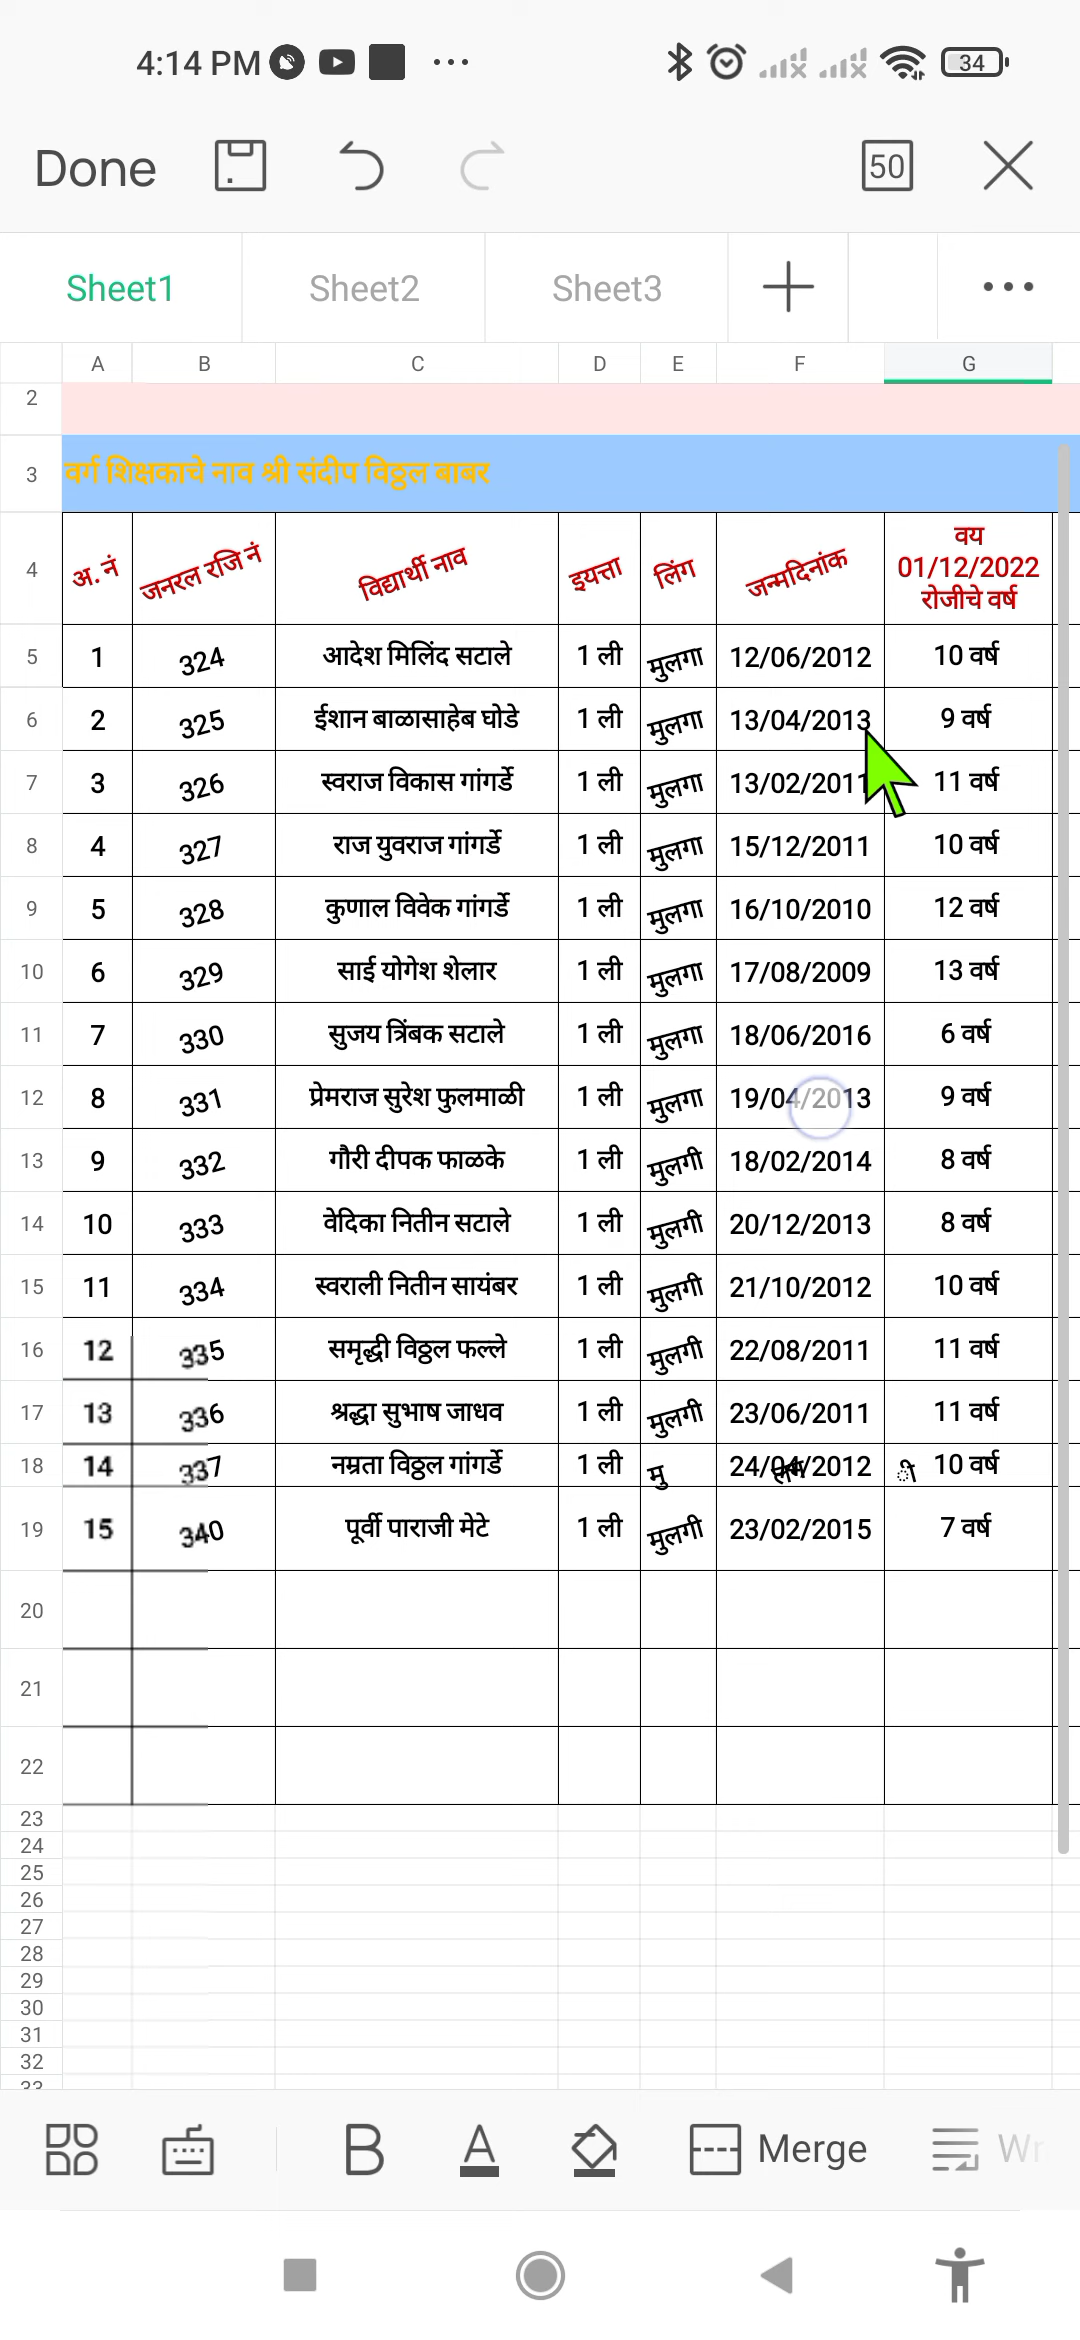 4:14 PM 34
Done 50
Sheet1 Sheet2 Sheet3
A B C D E F G
2
3 वर्ग शिक्षकाचे नाव श्री संदीप विठ्ठल बाबर
4 अ.नं जनरल रजि नं विद्यार्थी नाव इयत्ता लिंग जन्मदिनांक वय 01/12/2022 रोजीचे वर्ष
5 1 324 आदेश मिलिंद सटाले 1 ली मुलगा 12/06/2012 10 वर्ष
6 2 325 ईशान बाळासाहेब घोडे 1 ली मुलगा 13/04/2013 9 वर्ष
7 3 326 स्वराज विकास गांगर्डे 1 ली मुलगा 13/02/2011 11 वर्ष
8 4 327 राज युवराज गांगर्डे 1 ली मुलगा 15/12/2011 10 वर्ष
9 5 328 कुणाल विवेक गांगर्डे 1 ली मुलगा 16/10/2010 12 वर्ष
10 6 329 साई योगेश शेलार 1 ली मुलगा 17/08/2009 13 वर्ष
11 7 330 सुजय त्रिंबक सटाले 1 ली मुलगा 18/06/2016 6 वर्ष
12 8 331 प्रेमराज सुरेश फुलमाळी 1 ली मुलगा 19/04/2013 9 वर्ष
13 9 332 गौरी दीपक फाळके 1 ली मुलगी 18/02/2014 8 वर्ष
14 10 333 वेदिका नितीन सटाले 1 ली मुलगी 20/12/2013 8 वर्ष
15 11 334 स्वराली नितीन सायंबर 1 ली मुलगी 21/10/2012 10 वर्ष
16 12 335 समृद्धी विठ्ठल फल्ले 1 ली मुलगी 22/08/2011 11 वर्ष
17 13 336 श्रद्धा सुभाष जाधव 1 ली मुलगी 23/06/2011 11 वर्ष
18 14 337 नम्रता विठ्ठल गांगर्डे 1 ली मु 24/04/2012 10 वर्ष
19 15 340 पूर्वी पाराजी मेटे 1 ली मुलगी 23/02/2015 7 वर्ष
20
21
22
23
24
25
26
27
28
29
30
31
32
33
B A Merge Wr